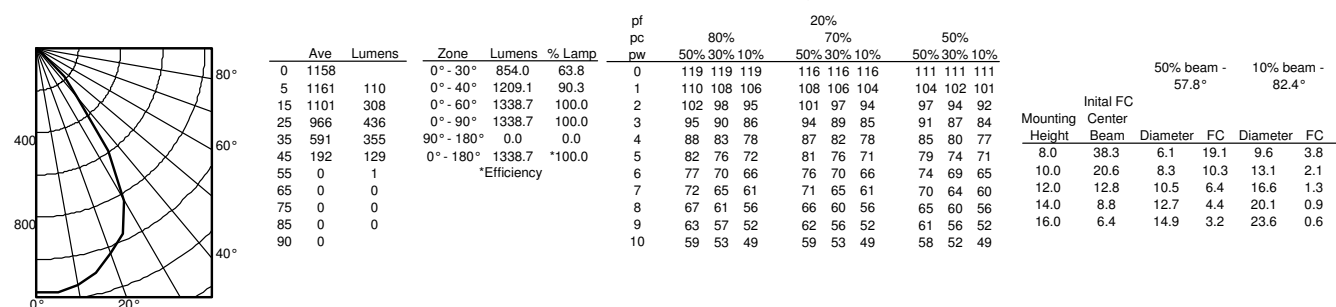 80°
400
60°
800
40°
0°
20°
Ave Lumens
0 1158
5 1161 110
15 1101 308
25 966 436
35 591 355
45 192 129
55 0 1
65 0 0
75 0 0
85 0 0
90 0
Zone Lumens % Lamp
0° - 30° 854.0 63.8
0° - 40° 1209.1 90.3
0° - 60° 1338.7 100.0
0° - 90° 1338.7 100.0
90° - 180° 0.0 0.0
0° - 180° 1338.7 *100.0
*Efficiency
pf 20%
pc 80% 70% 50%
pw 50% 30% 10% 50% 30% 10% 50% 30% 10%
0 119 119 119 116 116 116 111 111 111
1 110 108 106 108 106 104 104 102 101
2 102 98 95 101 97 94 97 94 92
3 95 90 86 94 89 85 91 87 84
4 88 83 78 87 82 78 85 80 77
5 82 76 72 81 76 71 79 74 71
6 77 70 66 76 70 66 74 69 65
7 72 65 61 71 65 61 70 64 60
8 67 61 56 66 60 56 65 60 56
9 63 57 52 62 56 52 61 56 52
10 59 53 49 59 53 49 58 52 49
50% beam - 10% beam -
57.8° 82.4°
Inital FC
Mounting Center
Height Beam Diameter FC Diameter FC
8.0 38.3 6.1 19.1 9.6 3.8
10.0 20.6 8.3 10.3 13.1 2.1
12.0 12.8 10.5 6.4 16.6 1.3
14.0 8.8 12.7 4.4 20.1 0.9
16.0 6.4 14.9 3.2 23.6 0.6